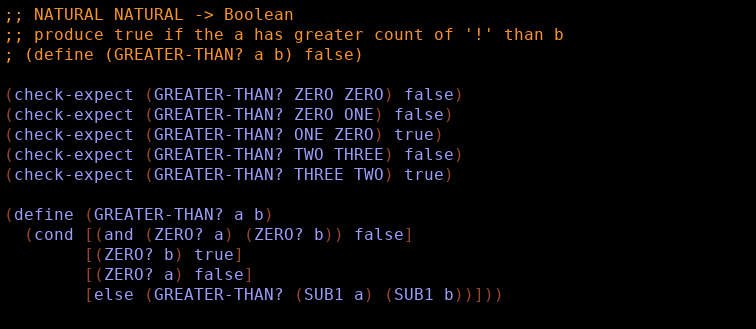 ;; NATURAL NATURAL -> Boolean
;; produce true if the a has greater count of '!' than b
; (define (GREATER-THAN? a b) false)

(check-expect (GREATER-THAN? ZERO ZERO) false)
(check-expect (GREATER-THAN? ZERO ONE) false)
(check-expect (GREATER-THAN? ONE ZERO) true)
(check-expect (GREATER-THAN? TWO THREE) false)
(check-expect (GREATER-THAN? THREE TWO) true)

(define (GREATER-THAN? a b)
  (cond [(and (ZERO? a) (ZERO? b)) false]
        [(ZERO? b) true]
        [(ZERO? a) false]
        [else (GREATER-THAN? (SUB1 a) (SUB1 b))]))